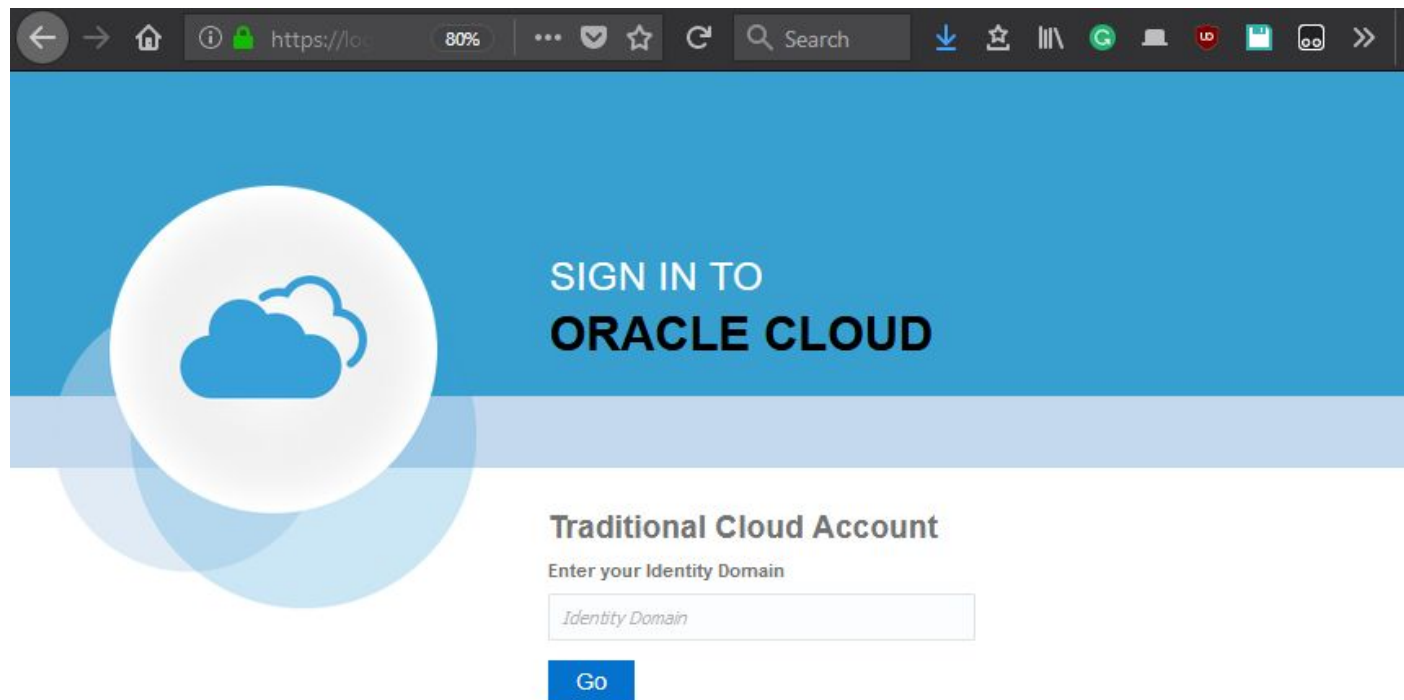 https://lo
80%
Search
SIGN IN TO
ORACLE CLOUD
Traditional Cloud Account
Enter your Identity Domain
Identity Domain
Go